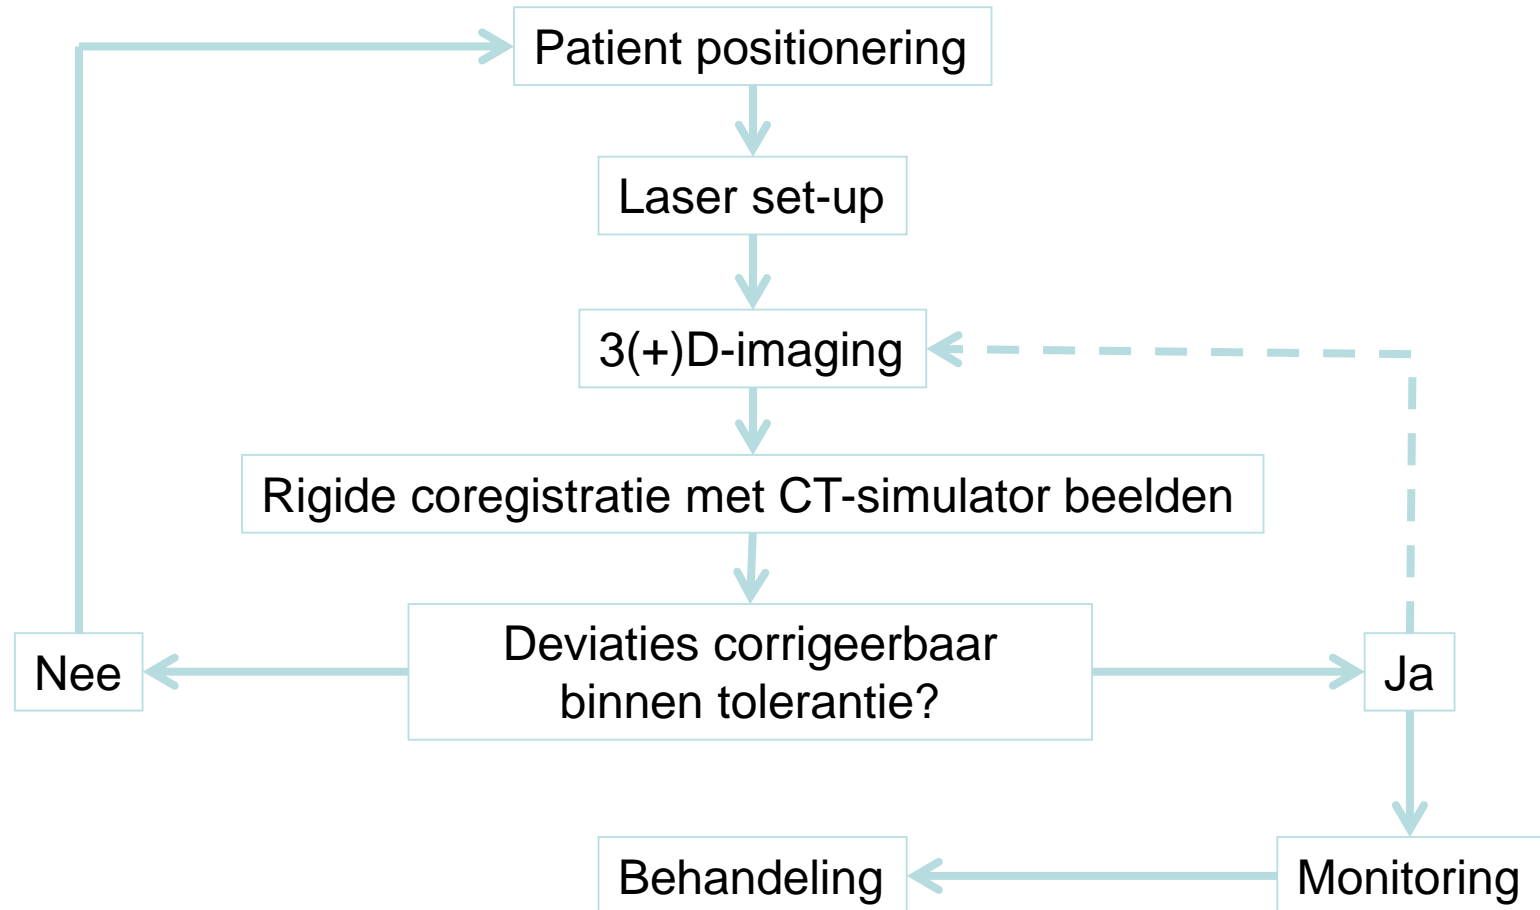 Patient positionering
Laser set-up
3(+)D-imaging
Rigide coregistratie met CT-simulator beelden
Deviaties corrigeerbaar
binnen tolerantie?
Nee
Ja
Behandeling
Monitoring